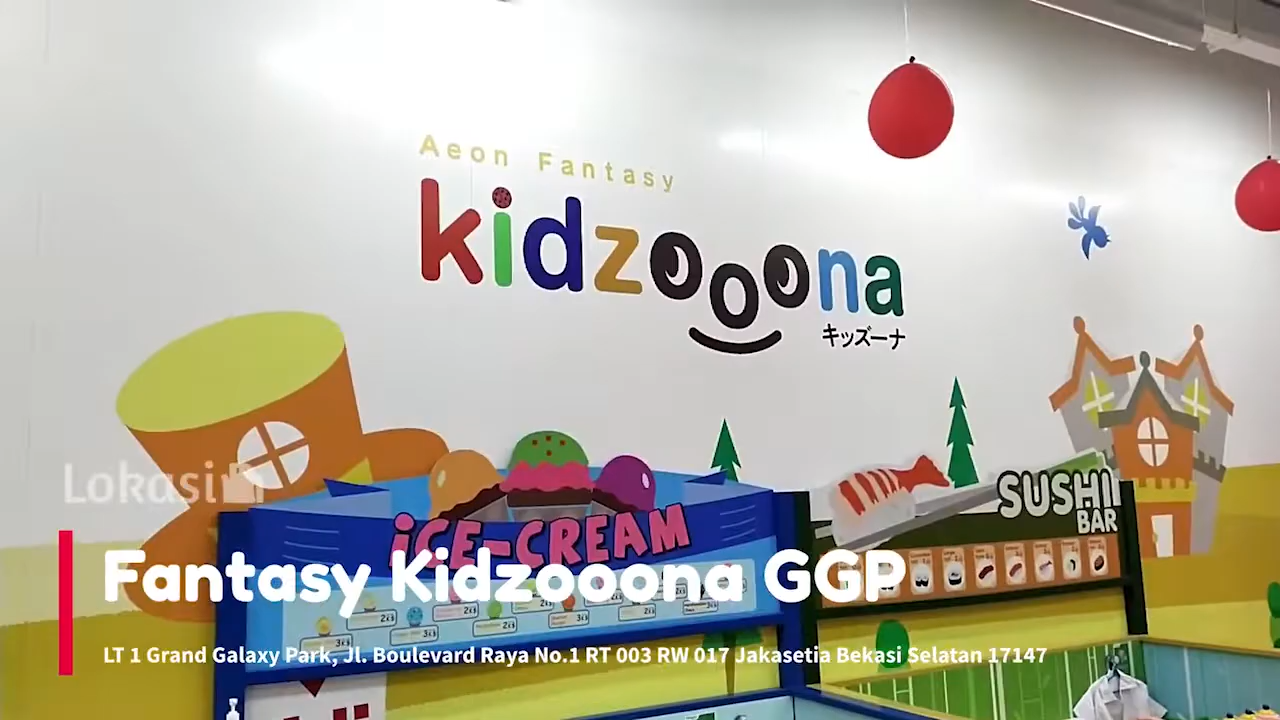 Aeon Fantasy
kidzooona
キッズーナ
Lokasi
iCE-CREAM
SUSHI
BAR
Fantasy Kidzooona GGP
LT 1 Grand Galaxy Park, Jl. Boulevard Raya No.1 RT 003 RW 017 Jakasetia Bekasi Selatan 17147